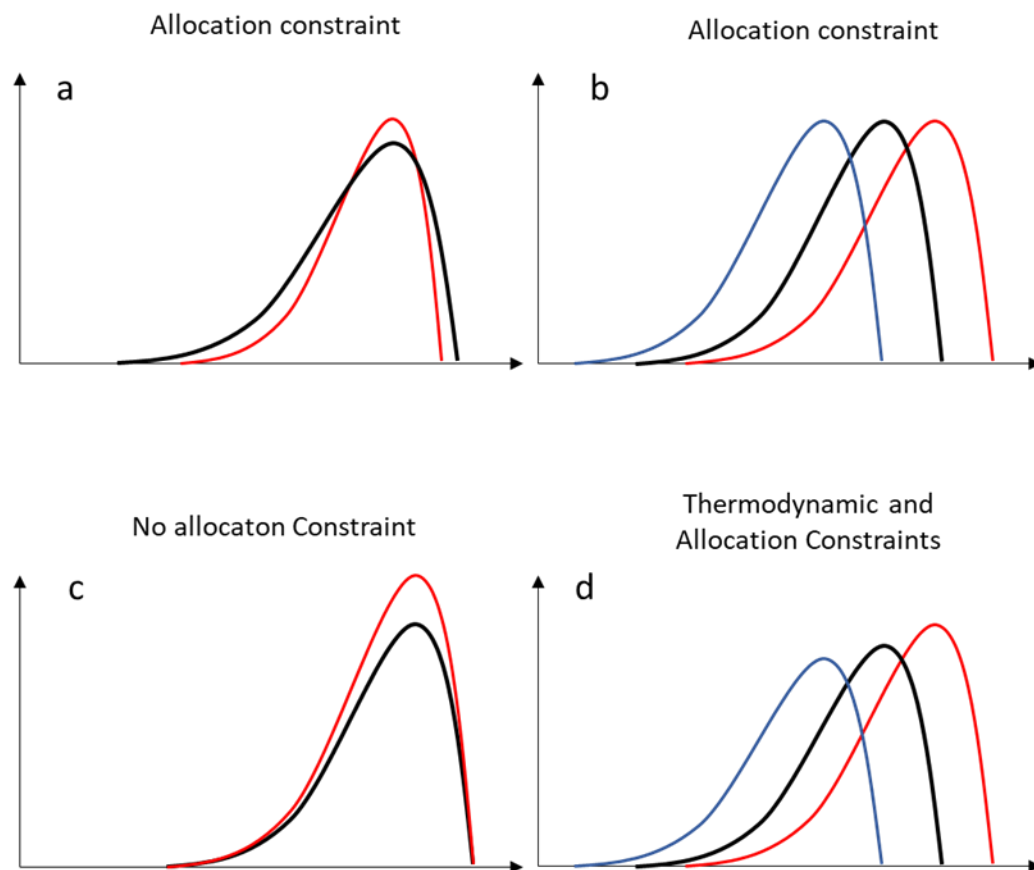 Allocation constraint
a
Allocation constraint
b
No allocaton Constraint
c
Thermodynamic and
Allocation Constraints
d